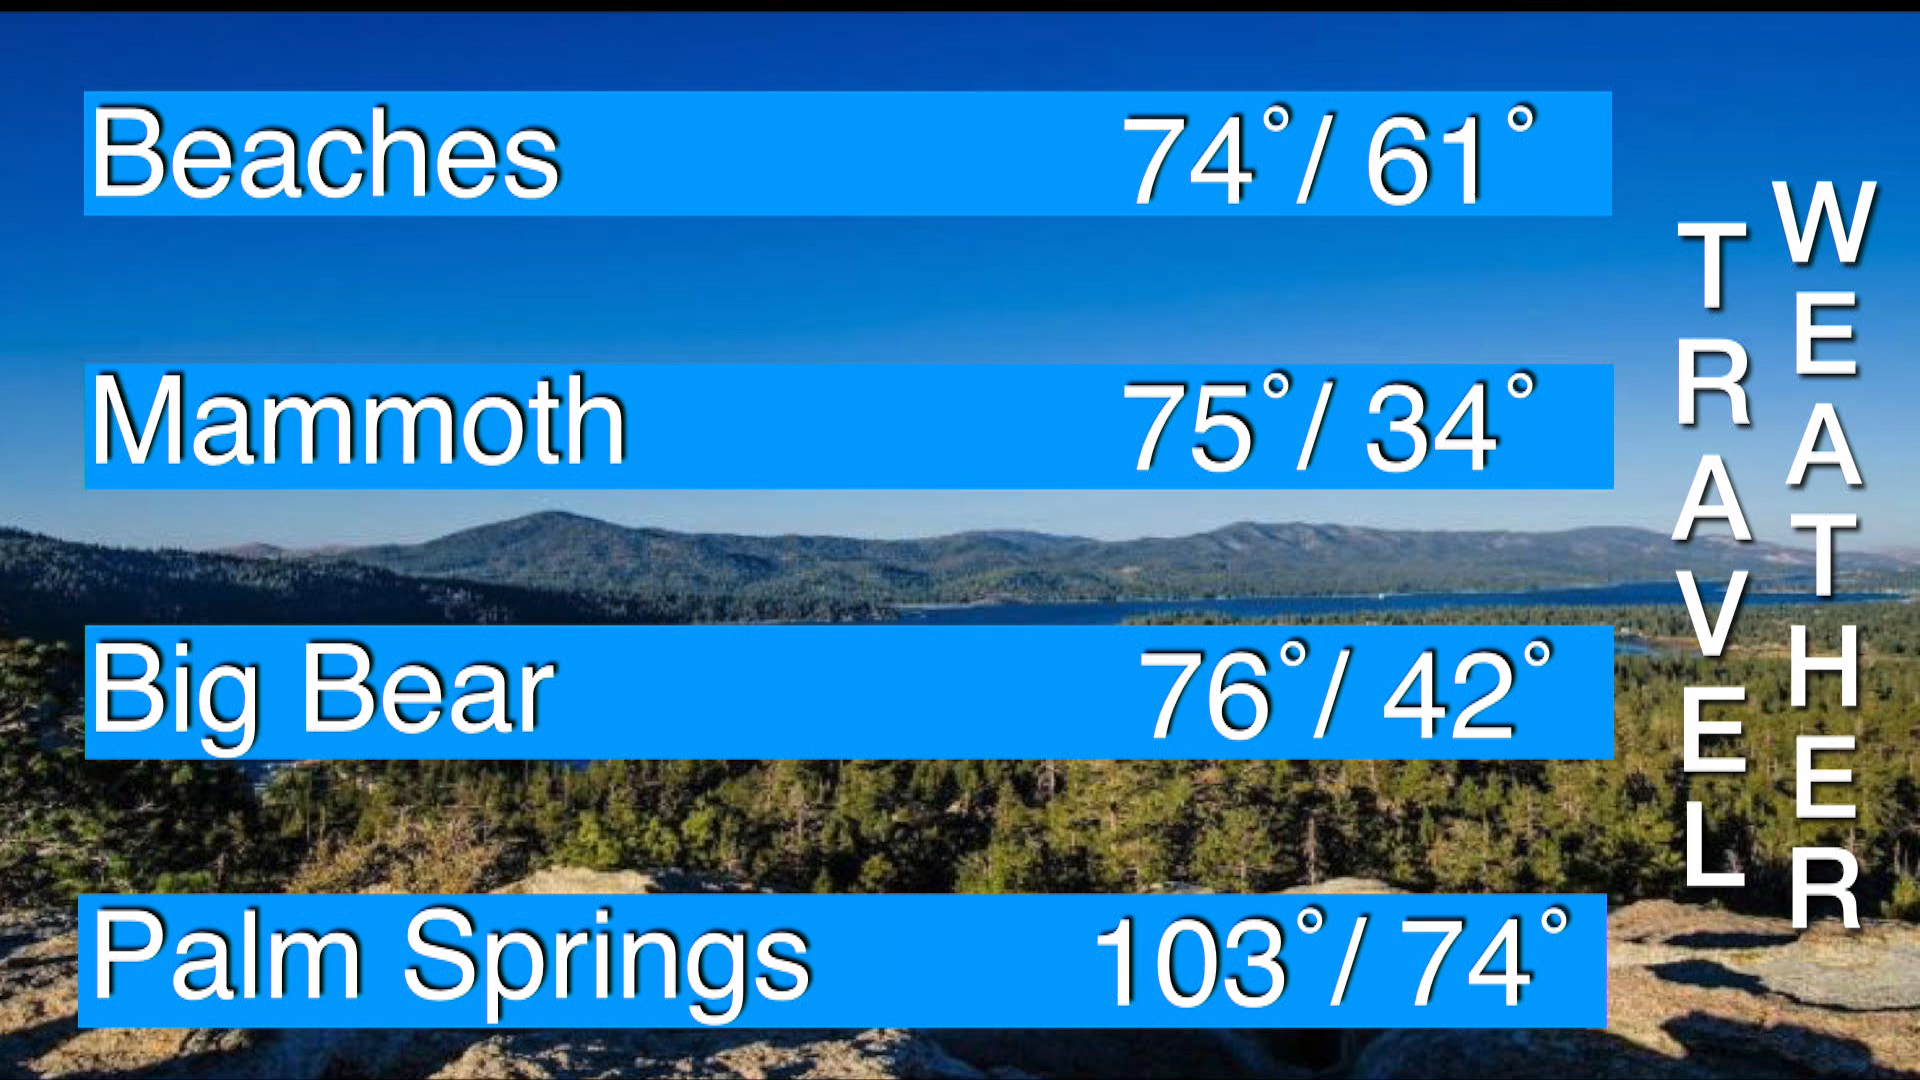 Beaches 74°/ 61°
Mammoth 75°/ 34°
Big Bear 76°/ 42°
Palm Springs 103°/ 74°
TRAVEL
WEATHER